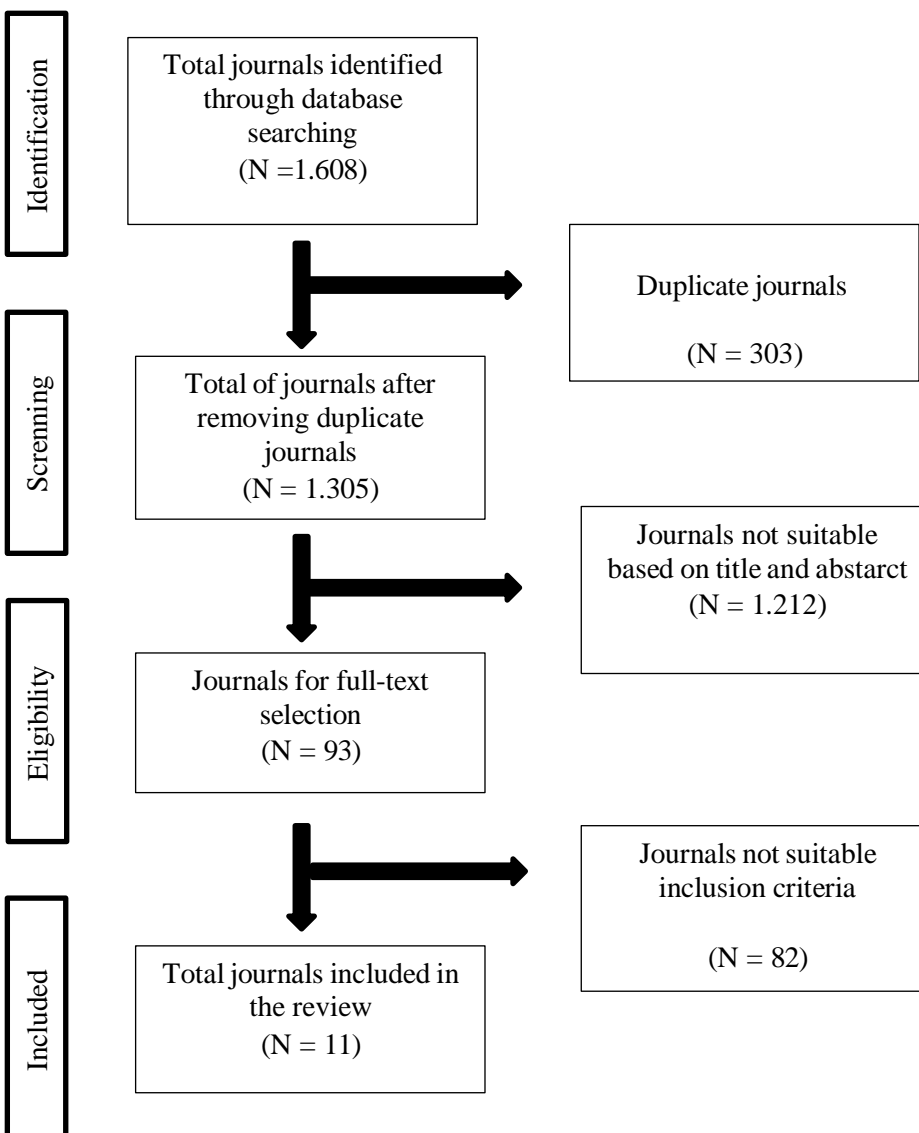 Identification
Total journals identified
through database
searching
(N =1.608)
Duplicate journals
(N = 303)
Screnning
Total of journals after
removing duplicate
journals
(N = 1.305)
Journals not suitable
based on title and abstarct
(N = 1.212)
Eligibility
Journals for full-text
selection
(N = 93)
Journals not suitable
inclusion criteria
(N = 82)
Included
Total journals included in
the review
(N = 11)